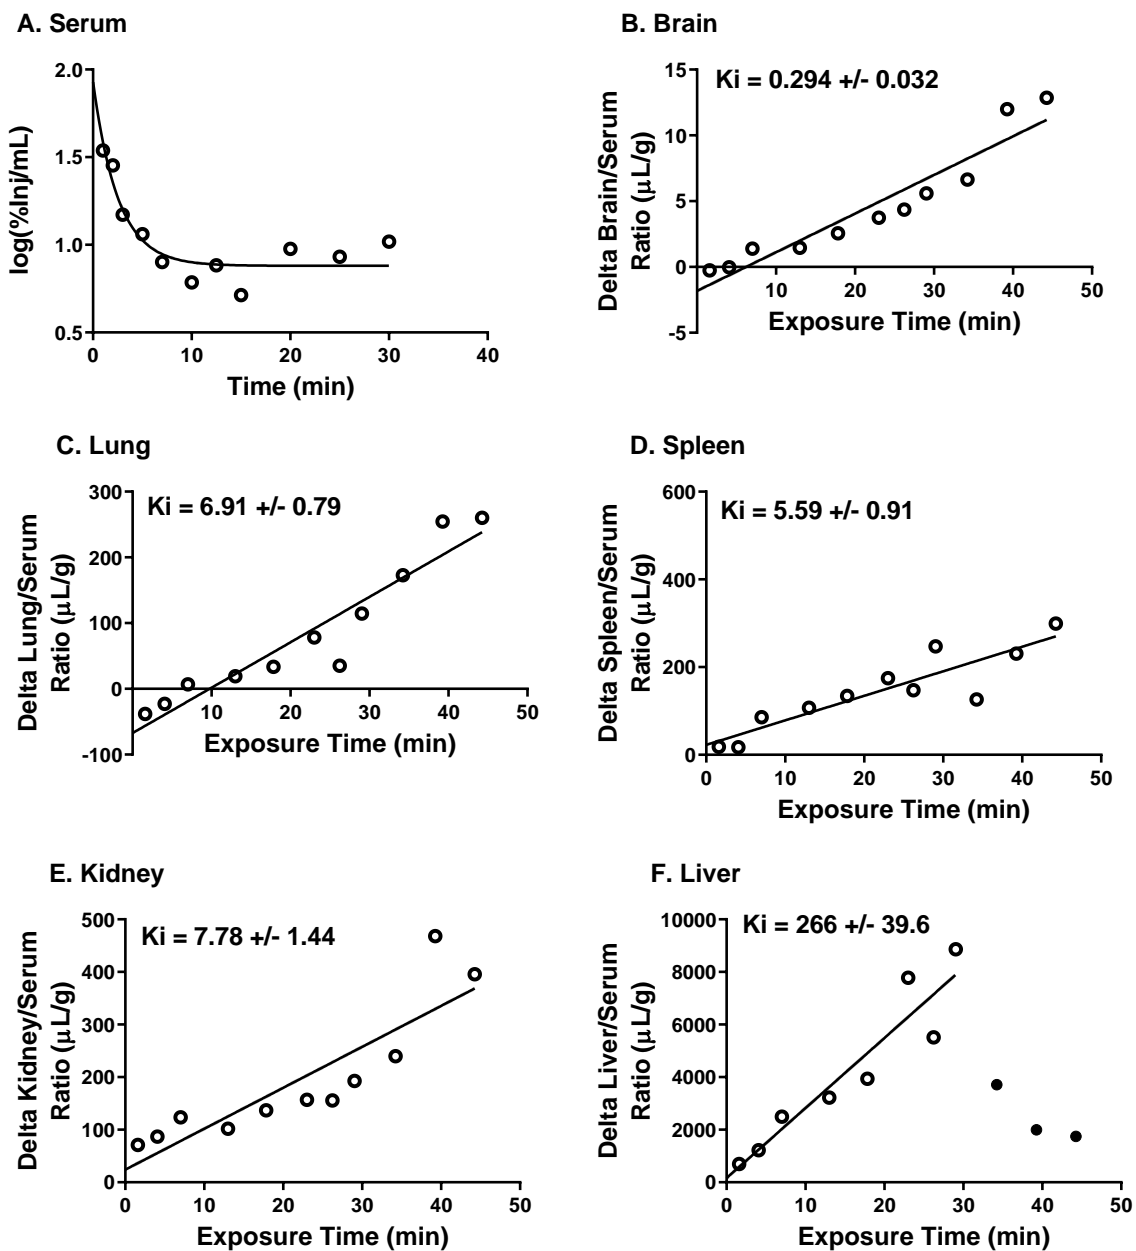 A. Serum
2.0
1.5
1.0
0.5
log(%Inj/mL)
0
10
20
30
40
Time (min)
B. Brain
Ki = 0.294 +/- 0.032
15
10
5
0
-5
Delta Brain/Serum
Ratio (μL/g)
10
20
30
40
50
Exposure Time (min)
C. Lung
Ki = 6.91 +/- 0.79
300
200
100
0
-100
Delta Lung/Serum
Ratio (μL/g)
10
20
30
40
50
Exposure Time (min)
D. Spleen
Ki = 5.59 +/- 0.91
600
400
200
0
Delta Spleen/Serum
Ratio (μL/g)
0
10
20
30
40
50
Exposure Time (min)
E. Kidney
Ki = 7.78 +/- 1.44
500
400
300
200
100
0
Delta Kidney/Serum
Ratio (μL/g)
0
10
20
30
40
50
Exposure Time (min)
F. Liver
Ki = 266 +/- 39.6
10000
8000
6000
4000
2000
0
Delta Liver/Serum
Ratio (μL/g)
0
10
20
30
40
50
Exposure Time (min)